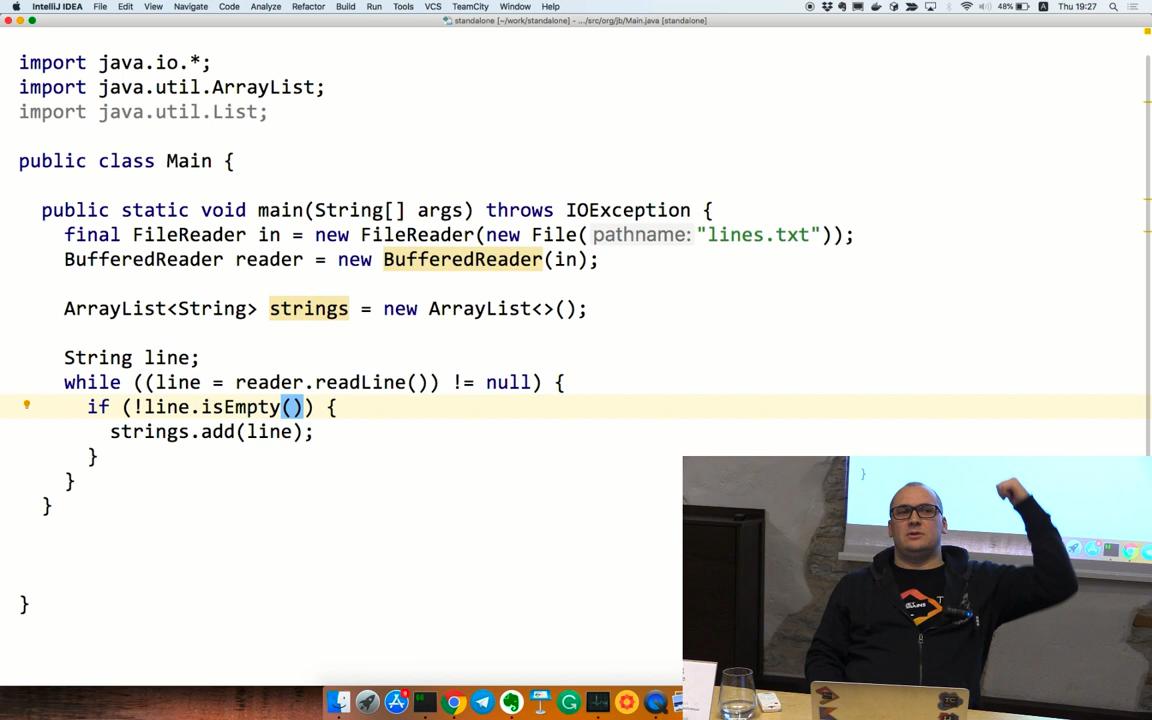 IntelliJ IDEA File Edit View Navigate Code Analyze Refactor Build Run Tools VCS TeamCity Window Help 48% A Thu 19:27
standalone [~/work/standalone] - .../src/org/jb/Main.java [standalone]
import java.io.*;
import java.util.ArrayList;
import java.util.List;
public class Main {
public static void main(String[] args) throws IOException {
final FileReader in = new FileReader(new File( pathname: "lines.txt"));
BufferedReader reader = new BufferedReader(in);
ArrayList<String> strings = new ArrayList<>();
String line;
while ((line = reader.readLine()) != null) {
if (!line.isEmpty()) {
strings.add(line);
}
}
}
}
}